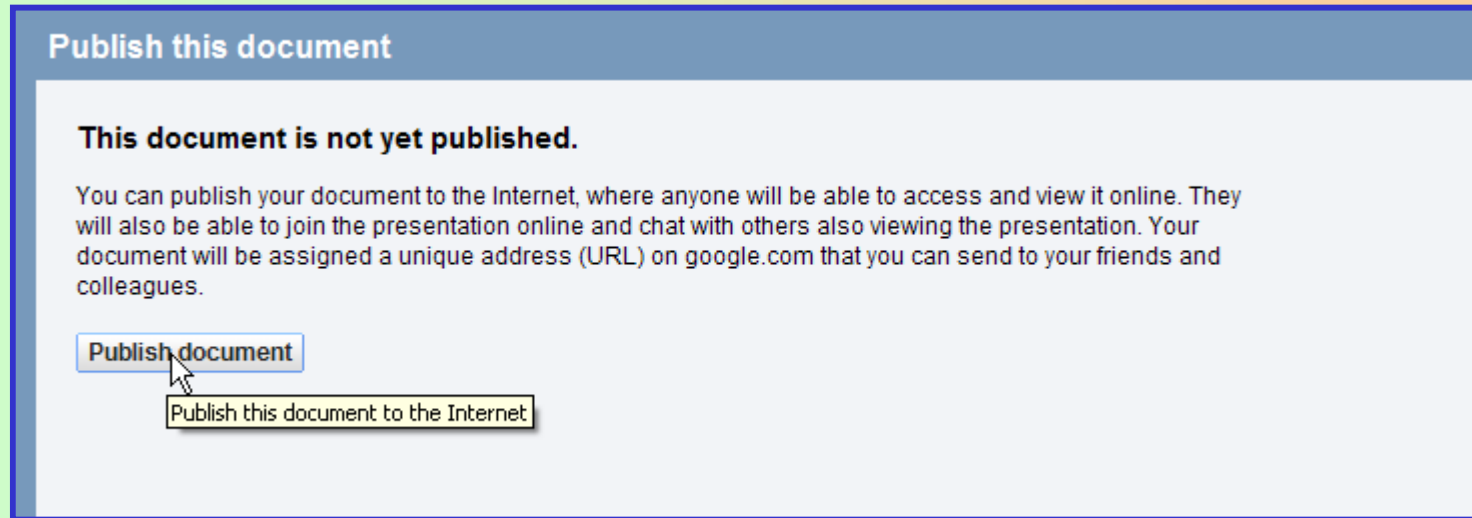 Publish this document
This document is not yet published.
You can publish your document to the Internet, where anyone will be able to access and view it online. They
will also be able to join the presentation online and chat with others also viewing the presentation. Your
document will be assigned a unique address (URL) on google.com that you can send to your friends and
colleagues.
Publish document
Publish this document to the Internet